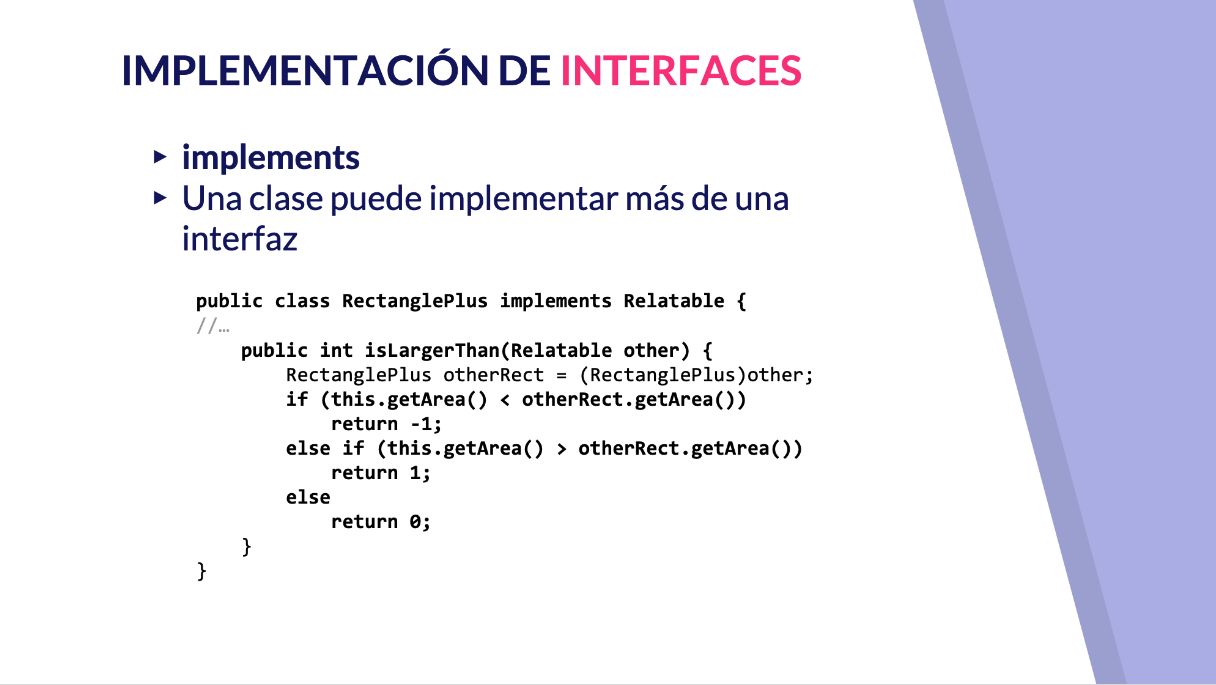 IMPLEMENTACIÓN DE INTERFACES
▸ implements
▸ Una clase puede implementar más de una
interfaz
public class RectanglePlus implements Relatable {
//…
    public int isLargerThan(Relatable other) {
        RectanglePlus otherRect = (RectanglePlus)other;
        if (this.getArea() < otherRect.getArea())
            return -1;
        else if (this.getArea() > otherRect.getArea())
            return 1;
        else
            return 0;
    }
}